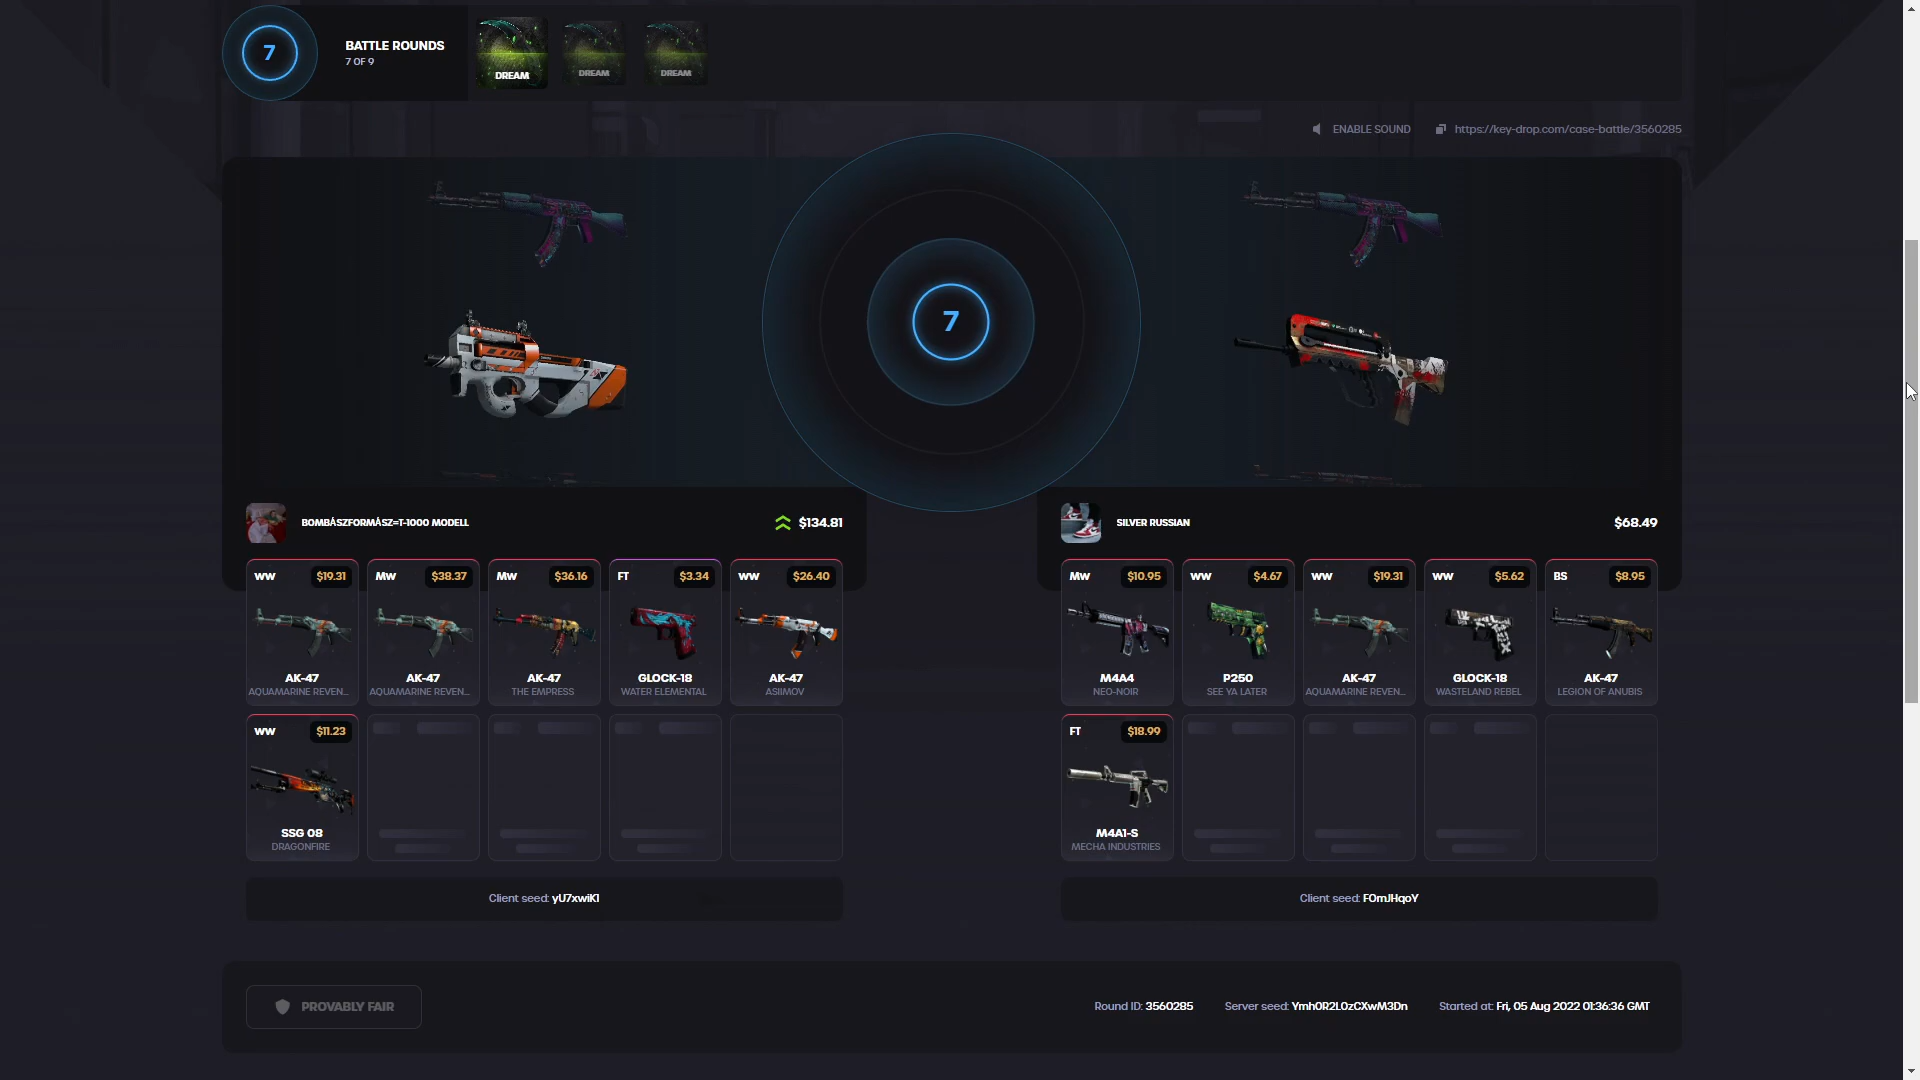 7
BATTLE ROUNDS
7 OF 9
DREAM
DREAM
DREAM
ENABLE SOUND
https://key-drop.com/case-battle/3560285
7
BOMBÁSZFORMÁSZ=T-1000 MODELL
$134.81
SILVER RUSSIAN
$68.49
WW
$19.31
AK-47
AQUAMARINE REVEN...
MW
$38.37
AK-47
AQUAMARINE REVEN...
MW
$36.16
AK-47
THE EMPRESS
FT
$3.34
GLOCK-18
WATER ELEMENTAL
WW
$26.40
AK-47
ASIIMOV
MW
$10.95
M4A4
NEO-NOIR
WW
$4.67
P250
SEE YA LATER
WW
$19.31
AK-47
AQUAMARINE REVEN...
WW
$5.62
GLOCK-18
WASTELAND REBEL
BS
$8.95
AK-47
LEGION OF ANUBIS
WW
$11.23
SSG 08
DRAGONFIRE
FT
$18.99
M4A1-S
MECHA INDUSTRIES
Client seed: yU7xwiK1
Client seed: FOmJHqoY
PROVABLY FAIR
Round ID: 3560285
Server seed: Ymh0R2L0zCXwM3Dn
Started at: Fri, 05 Aug 2022 01:36:36 GMT